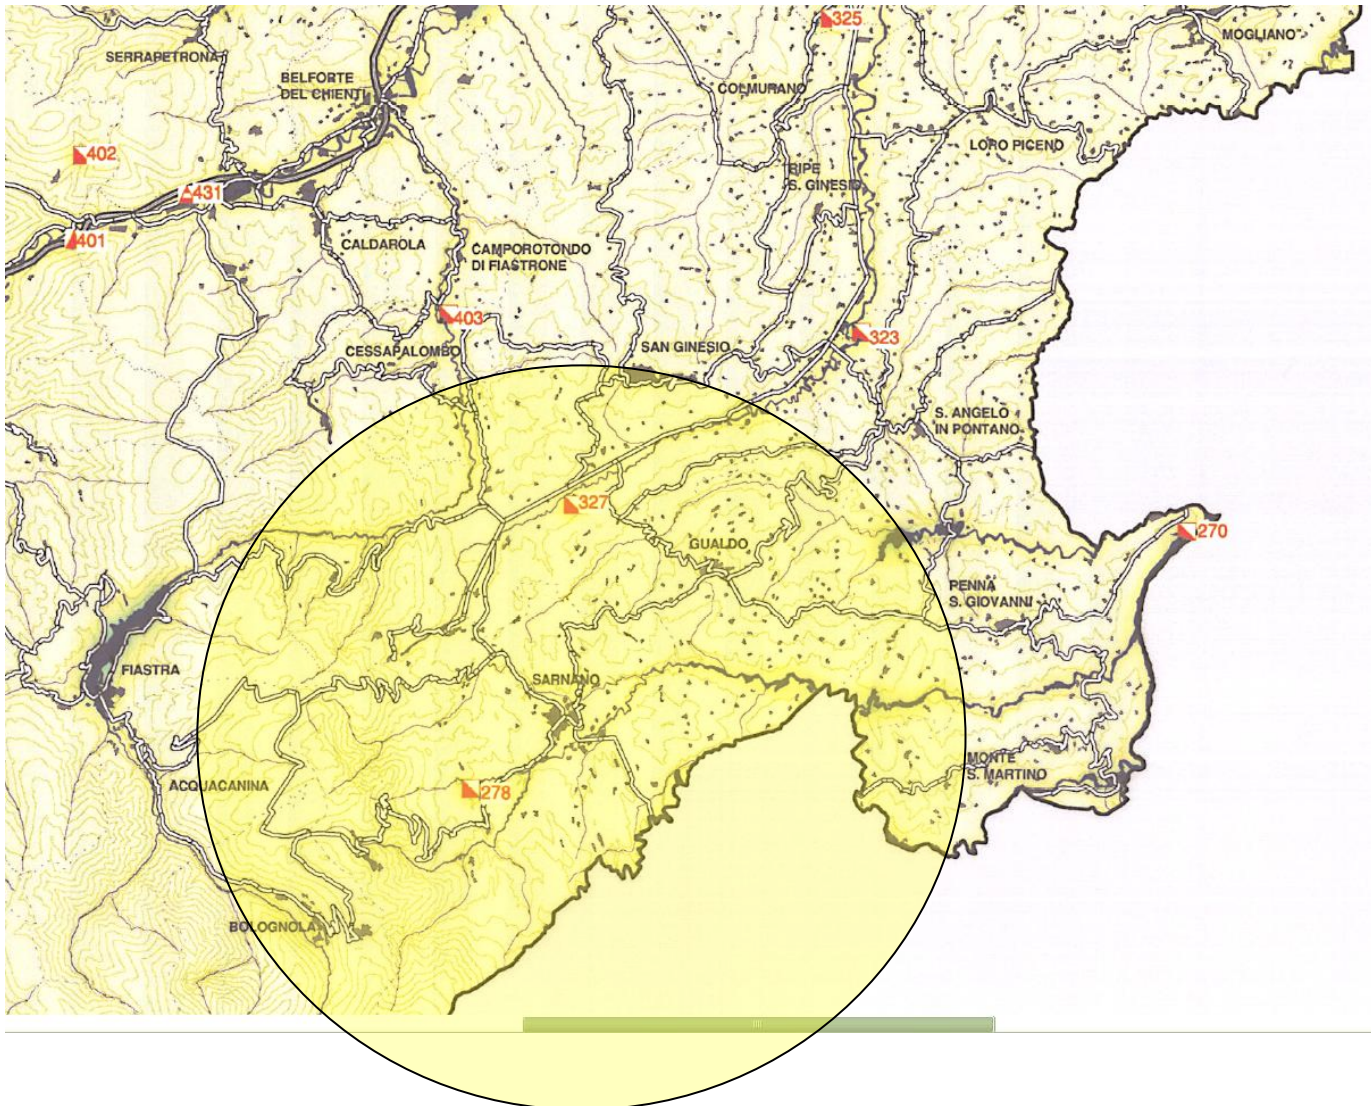 325
MOGLIANO
SERRAPETRONA
BELFORTE
DEL CHIENTI
COLMURANO
402
LORO PICENO
RIPE
S. GINESIO
431
401
CALDAROLA
CAMPOROTONDO
DI FIASTRONE
403
323
CESSAPALOMBO
SAN GINESIO
S. ANGELO
IN PONTANO
327
270
GUALDO
PENNA
S. GIOVANNI
FIASTRA
SARNANO
ACQUACANINA
278
MONTE
S. MARTINO
BOLOGNOLA